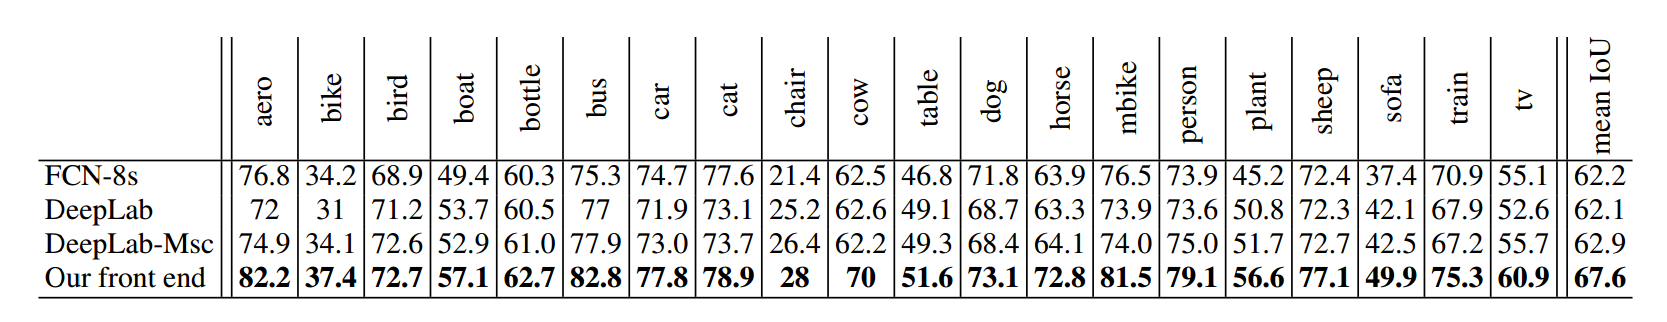 aero bike bird boat bottle bus car cat chair cow table dog horse mbike person plant sheep sofa train tv mean IoU
FCN-8s 76.8 34.2 68.9 49.4 60.3 75.3 74.7 77.6 21.4 62.5 46.8 71.8 63.9 76.5 73.9 45.2 72.4 37.4 70.9 55.1 62.2
DeepLab 72 31 71.2 53.7 60.5 77 71.9 73.1 25.2 62.6 49.1 68.7 63.3 73.9 73.6 50.8 72.3 42.1 67.9 52.6 62.1
DeepLab-Msc 74.9 34.1 72.6 52.9 61.0 77.9 73.0 73.7 26.4 62.2 49.3 68.4 64.1 74.0 75.0 51.7 72.7 42.5 67.2 55.7 62.9
Our front end 82.2 37.4 72.7 57.1 62.7 82.8 77.8 78.9 28 70 51.6 73.1 72.8 81.5 79.1 56.6 77.1 49.9 75.3 60.9 67.6